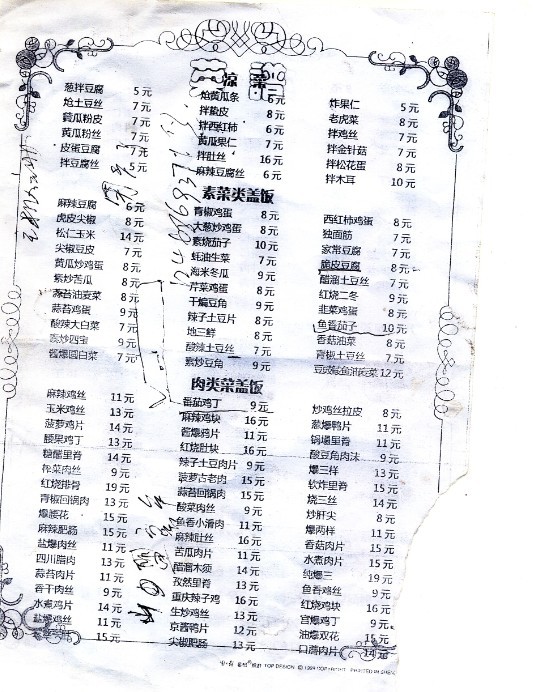 凉菜
葱拌豆腐 5元
炝土豆丝 7元
黄瓜粉皮 7元
黄瓜粉丝 7元
皮蛋豆腐 7元
拌豆腐丝 5元
炝黄瓜条 6元
拌蛰皮 8元
拌西红柿 6元
黄瓜果仁 7元
拌肚丝 16元
麻辣豆腐丝 6元
炸果仁 5元
老虎菜 8元
拌鸡丝 7元
拌金针菇 7元
拌松花蛋 8元
拌木耳 10元
素菜类盖饭
麻辣豆腐 6元
虎皮尖椒 8元
松仁玉米 14元
尖椒豆皮 7元
黄瓜炒鸡蛋 8元
素炒苦瓜 8元
蒜蓉油麦菜 8元
蒜苔鸡蛋 9元
酸辣大白菜 7元
素炒四宝 9元
酱爆圆白菜 7元
青椒鸡蛋 8元
大葱炒鸡蛋 8元
素烧茄子 10元
蚝油生菜 7元
海米冬瓜 9元
芹菜鸡蛋 8元
干煸豆角 9元
辣子土豆片 8元
地三鲜 8元
酸辣土豆丝 7元
素炒豆角 9元
西红柿鸡蛋 8元
独面筋 7元
家常豆腐 7元
脆皮豆腐 8元
醋溜土豆丝 7元
红烧二冬 9元
韭菜鸡蛋 8元
鱼香茄子 10元
香菇油菜 8元
青椒土豆丝 7元
豆豉鲮鱼油麦菜 12元
肉类菜盖饭
麻辣鸡丝 11元
玉米鸡丝 13元
菠萝鸡片 14元
腰果鸡丁 13元
糖醋里脊 14元
榨菜肉丝 9元
红烧排骨 19元
青椒回锅肉 13元
爆腰花 15元
麻辣肥肠 15元
盐爆肉丝 11元
四川腊肉 13元
蒜苔肉片 11元
香干肉丝 9元
水煮鸡片 14元
盐爆鸡丝 11元
15元
番茄鸡丁 9元
麻辣鸡块 16元
酱爆鸦片 11元
红烧肚块 16元
辣子土豆肉片 9元
菠萝古老肉 15元
蒜苔回锅肉 15元
酸菜肉丝 9元
鱼香小滑肉 11元
麻辣肚丝 16元
苦瓜肉片 11元
醋溜木须 14元
孜然里脊 13元
重庆辣子鸡 16元
生炒鸡丝 13元
京酱鸭片 12元
尖椒肥肠 13元
炒鸡丝拉皮 8元
葱爆鸭片 11元
锅塌里脊 11元
酸豆角肉沫 9元
爆三样 13元
软炸里脊 15元
烧三丝 14元
炒肝尖 8元
爆两样 11元
香菇肉片 15元
水煮肉片 15元
纯爆三 19元
鱼香鸡丝 9元
红烧鸡块 16元
宫爆鸡丁 9元
油爆双花 15元
口蘑肉片 14元
TOP DESIGN © 1999